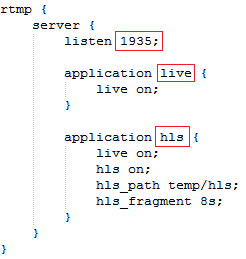 rtmp {
    server {
        listen 1935;

        application live {
            live on;
        }

        application hls {
            live on;
            hls on;
            hls_path temp/hls;
            hls_fragment 8s;
        }
    }
}